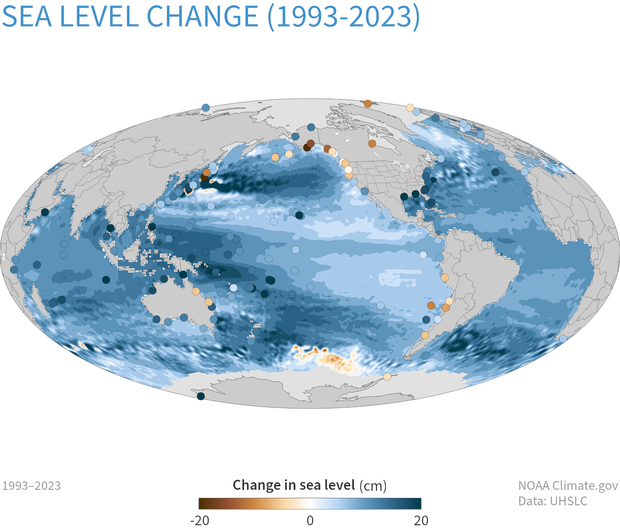 SEA LEVEL CHANGE (1993-2023)
1993–2023
Change in sea level (cm)
NOAA Climate.gov
Data: UHSLC
-20 0 20